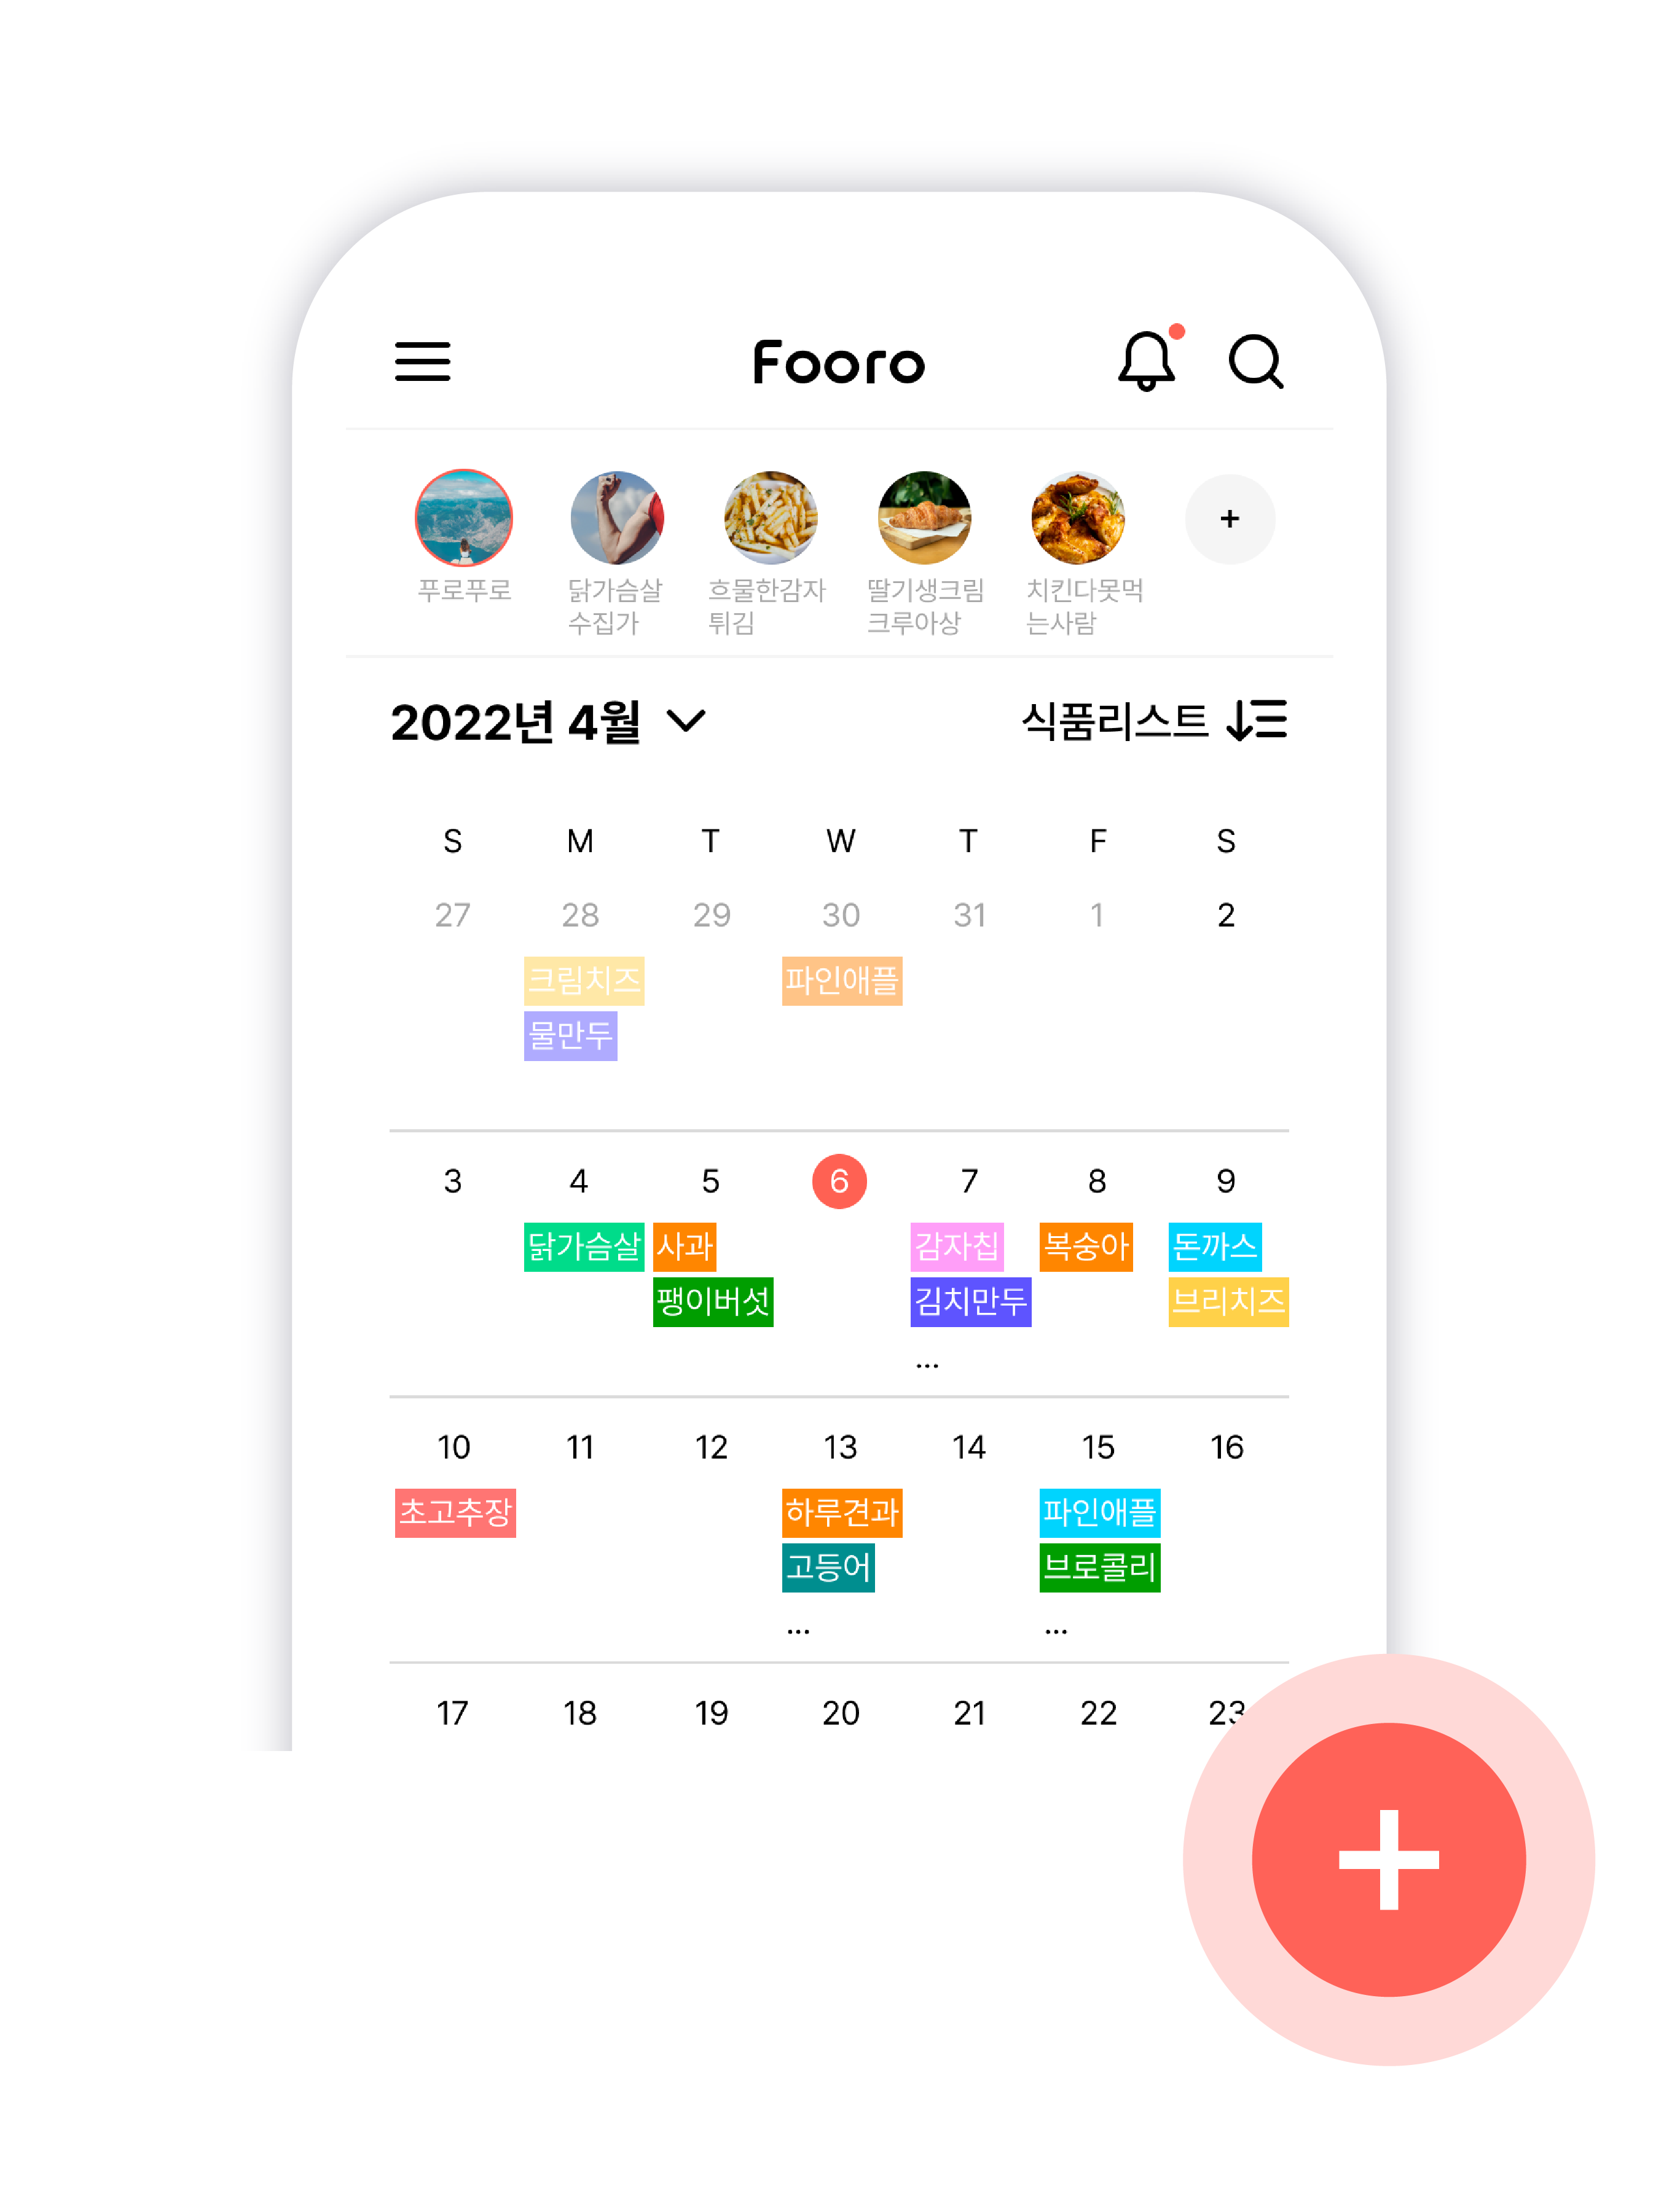 Fooro
푸로푸로
닭가슴살
수집가
흐물한감자
튀김
딸기생크림
크루아상
치킨다못먹
는사람
+
2022년 4월
식품리스트
S M T W T F S
27 28 29 30 31 1 2
크림치즈 파인애플
물만두
3 4 5 6 7 8 9
닭가슴살 사과 감자칩 복숭아 돈까스
팽이버섯 김치만두 브리치즈
...
10 11 12 13 14 15 16
초고추장 하루견과 파인애플
고등어 브로콜리
... ...
17 18 19 20 21 22 23
+